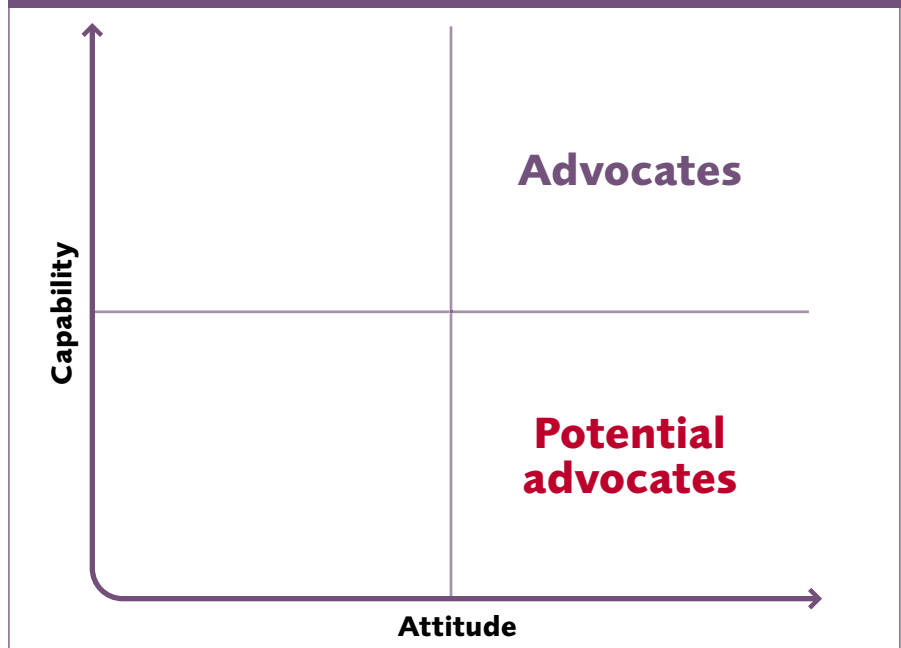 Advocates
Capability
Potential
advocates
Attitude